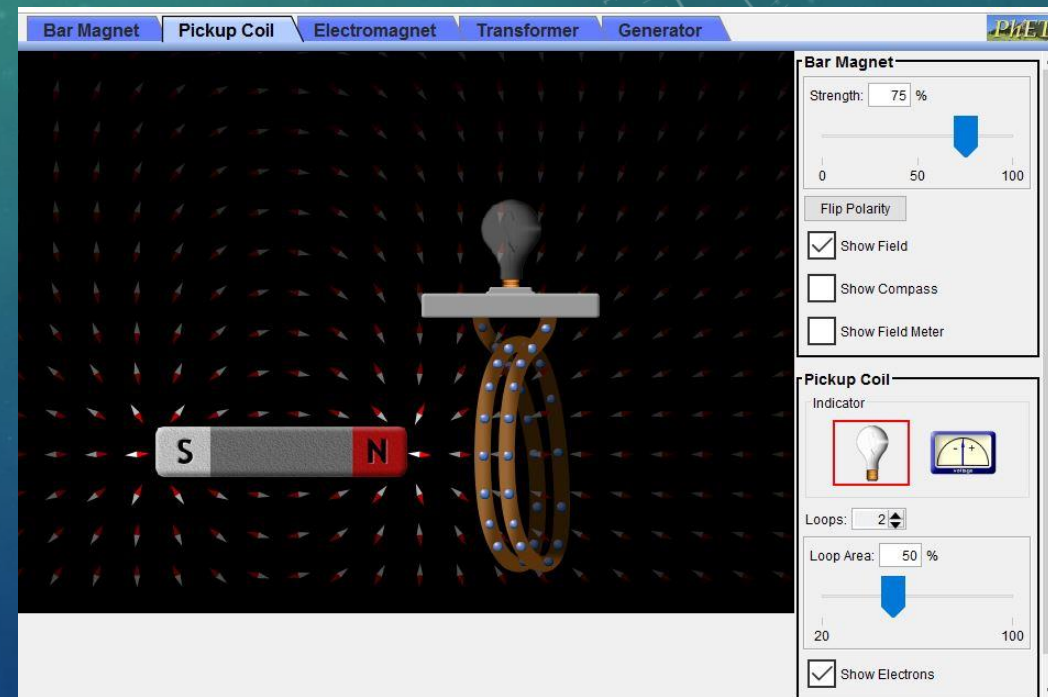 Bar Magnet Pickup Coil Electromagnet Transformer Generator
PhET
Bar Magnet
Strength: 75 %
0 50 100
Flip Polarity
Show Field
Show Compass
Show Field Meter
S N
Pickup Coil
Indicator
- +
voltage
Loops: 2
Loop Area: 50 %
20 100
Show Electrons